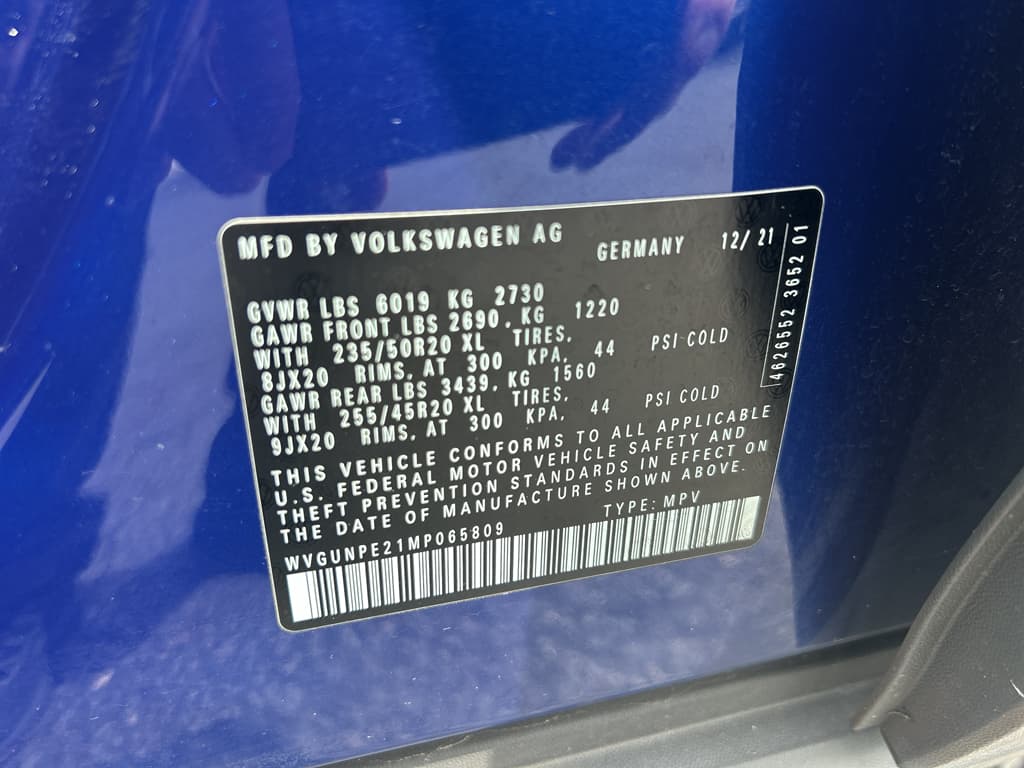 MFD BY VOLKSWAGEN AG GERMANY 12/21
GVWR LBS 6019 KG 2730
GAWR FRONT LBS 2690. KG 1220
WITH 235/50R20 XL TIRES,
8JX20 RIMS, AT 300 KPA, 44 PSI COLD
GAWR REAR LBS 3439. KG 1560
WITH 255/45R20 XL TIRES,
9JX20 RIMS, AT 300 KPA, 44 PSI COLD
THIS VEHICLE CONFORMS TO ALL APPLICABLE
U.S. FEDERAL MOTOR VEHICLE SAFETY AND
THEFT PREVENTION STANDARDS IN EFFECT ON
THE DATE OF MANUFACTURE SHOWN ABOVE.
WVGUNPE21MP065809 TYPE: MPV
4626552 3652 01